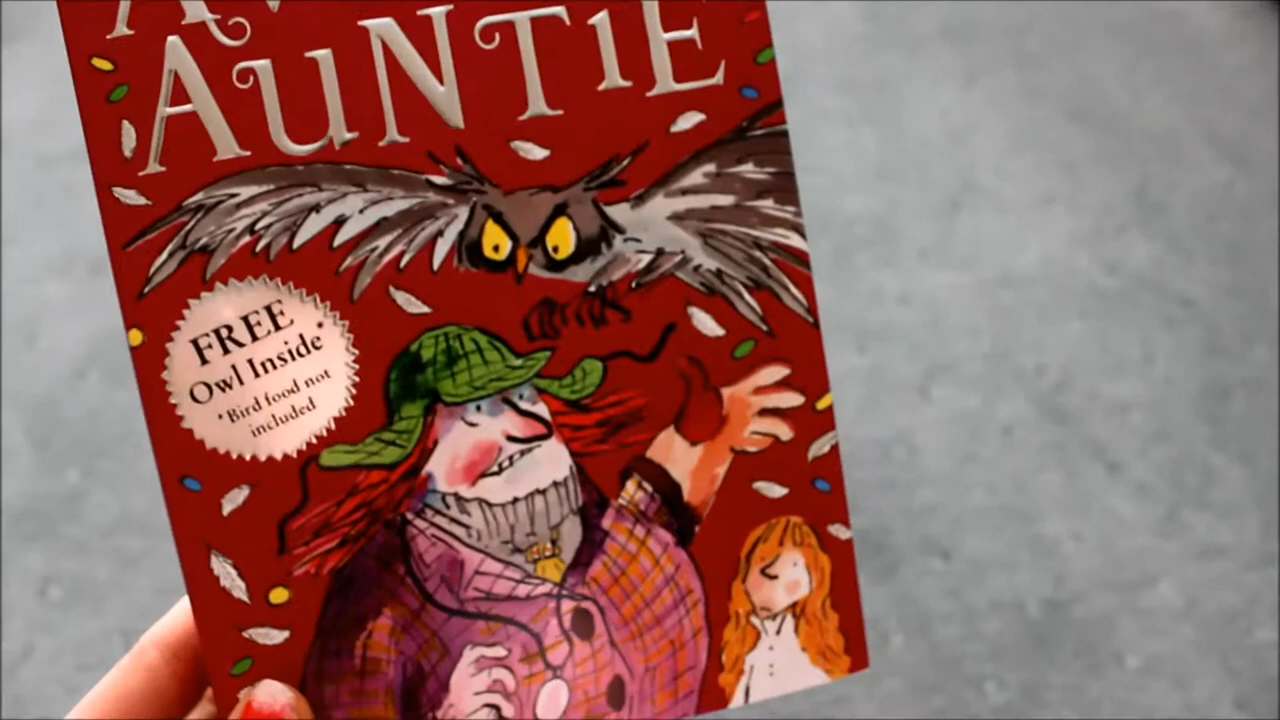 AUNTIE
FREE
Owl Inside*
*Bird food not
included